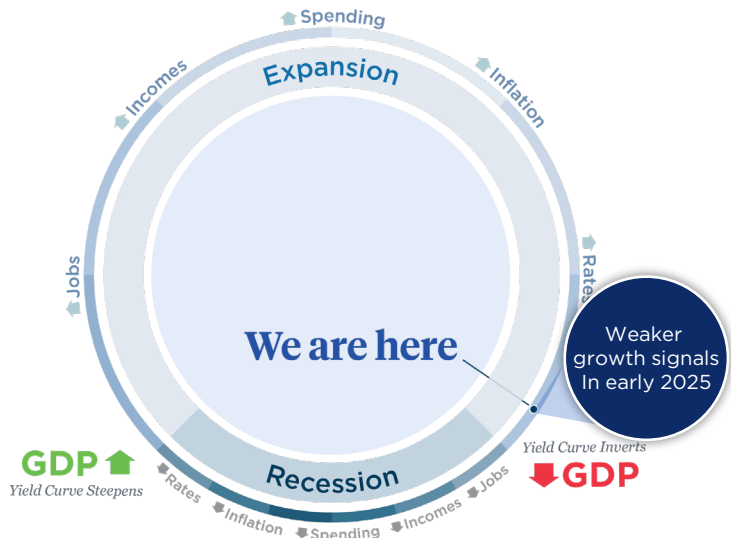 Spending
Expansion
Incomes
Inflation
Jobs
Rates
We are here
Weaker
growth signals
In early 2025
GDP
Yield Curve Steepens
Yield Curve Inverts
GDP
Recession
Rates
Inflation
Spending
Incomes
Jobs